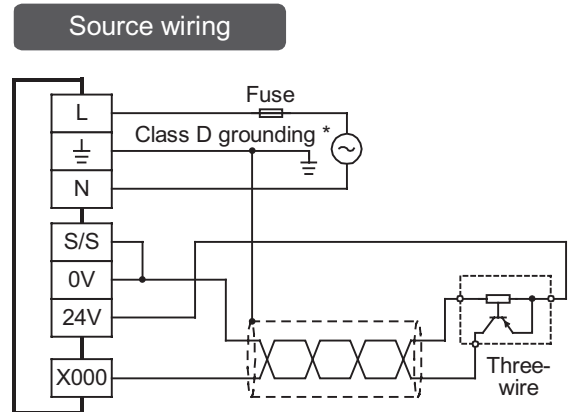 Source wiring
Fuse
L
Class D grounding *
N
S/S
0V
24V
X000
Three-
wire